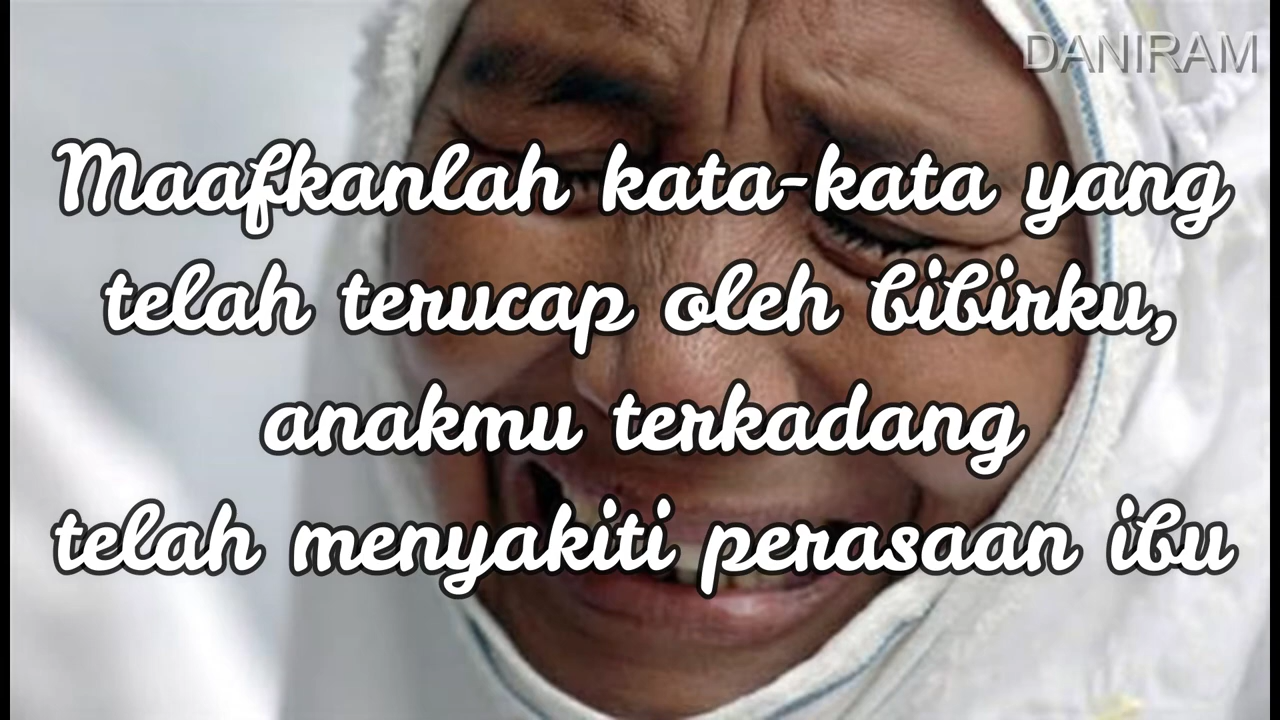 DANIRAM
Maafkanlah kata-kata yang
telah terucap oleh bibirku,
anakmu terkadang
telah menyakiti perasaan ibu